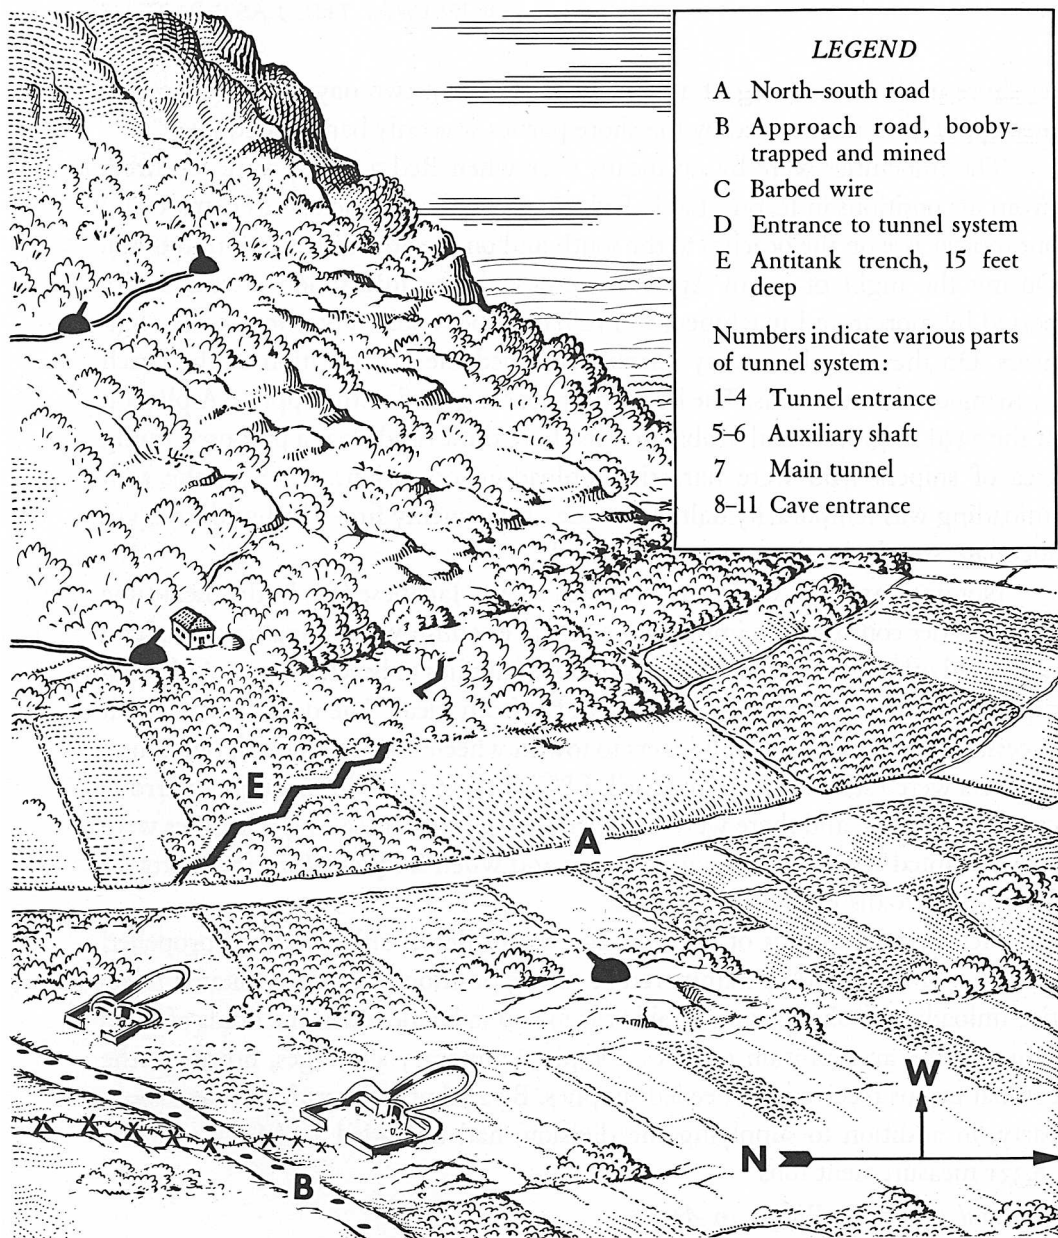 LEGEND
A North–south road
B Approach road, booby-
trapped and mined
C Barbed wire
D Entrance to tunnel system
E Antitank trench, 15 feet
deep
Numbers indicate various parts
of tunnel system:
1–4 Tunnel entrance
5–6 Auxiliary shaft
7 Main tunnel
8–11 Cave entrance
E
A
W
N
B